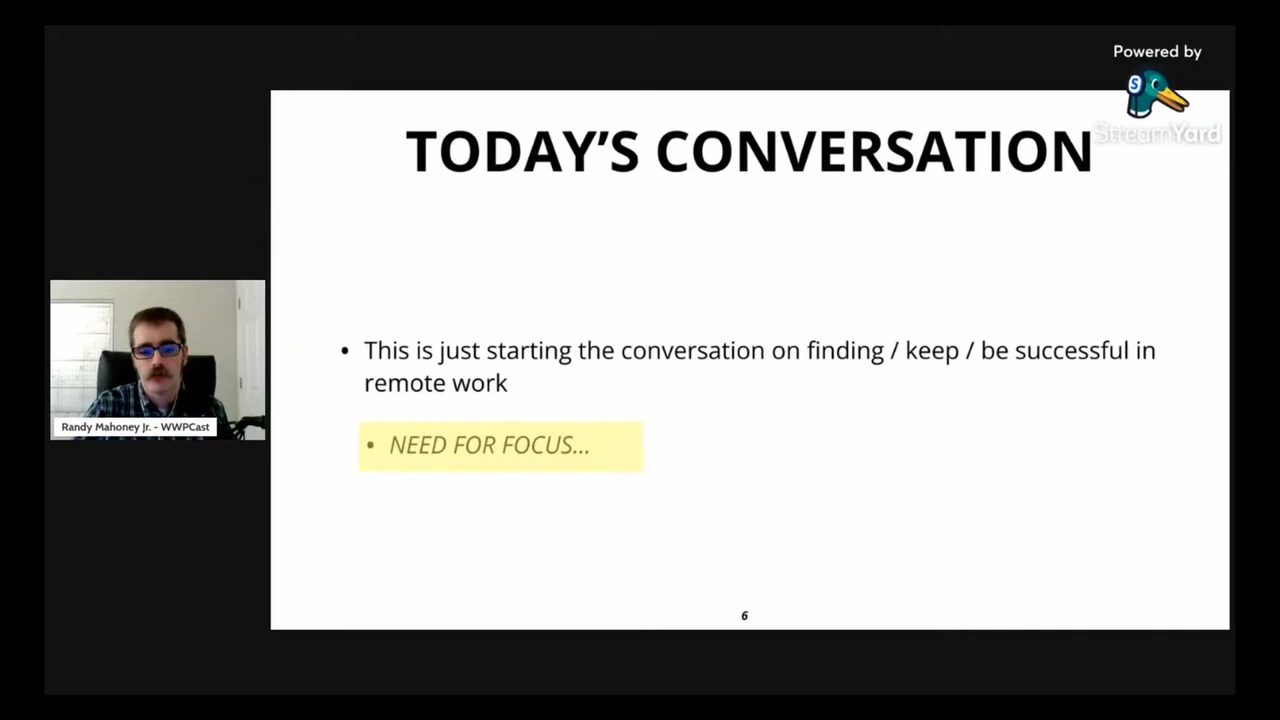 Powered by
S
StreamYard
TODAY’S CONVERSATION
• This is just starting the conversation on finding / keep / be successful in
remote work
• NEED FOR FOCUS...
Randy Mahoney Jr. - WWPCast
6